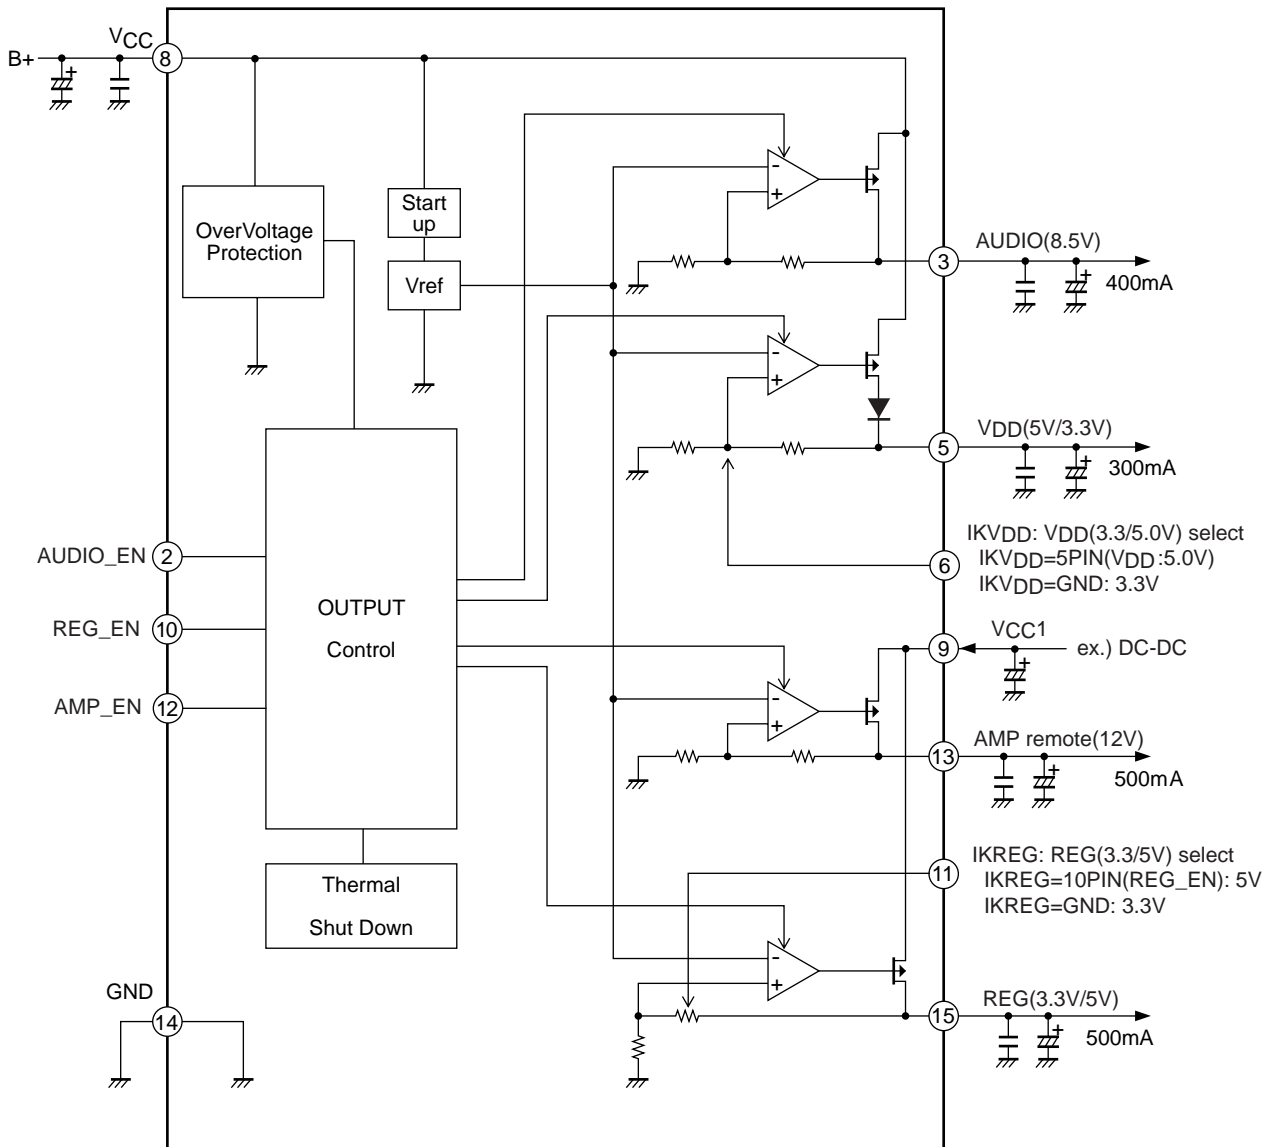 VCC
B+
8
+
Start
up
OverVoltage
Protection
Vref
-
+
3
AUDIO(8.5V)
+
400mA
-
+
5
VDD(5V/3.3V)
+
300mA
6
IKVDD: VDD(3.3/5.0V) select
IKVDD=5PIN(VDD:5.0V)
IKVDD=GND: 3.3V
AUDIO_EN
2
REG_EN
10
AMP_EN
12
OUTPUT
Control
9
VCC1
ex.) DC-DC
+
-
+
13
AMP remote(12V)
+
500mA
Thermal
Shut Down
11
IKREG: REG(3.3/5V) select
IKREG=10PIN(REG_EN): 5V
IKREG=GND: 3.3V
-
+
GND
14
15
REG(3.3V/5V)
+
500mA